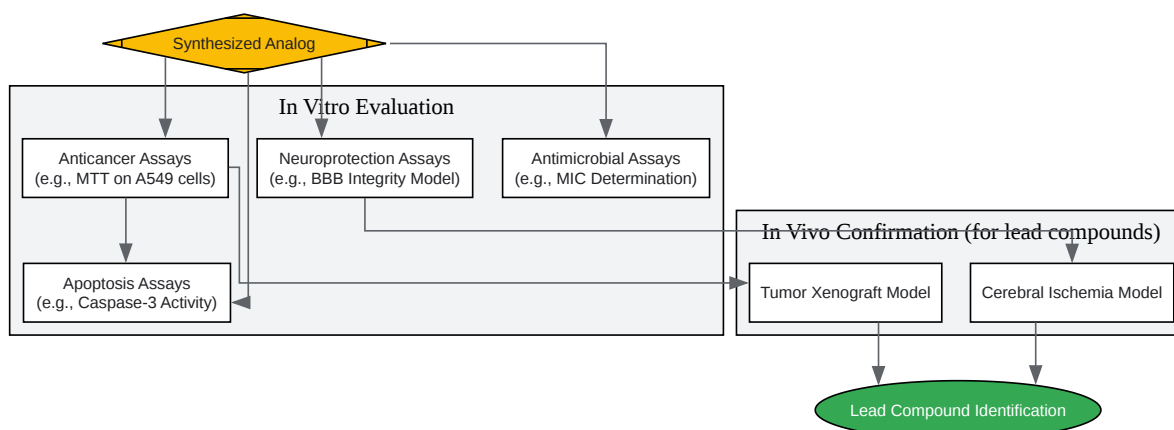 Synthesized Analog
In Vitro Evaluation
Anticancer Assays
(e.g., MTT on A549 cells)
Neuroprotection Assays
(e.g., BBB Integrity Model)
Antimicrobial Assays
(e.g., MIC Determination)
In Vivo Confirmation (for lead compounds)
Apoptosis Assays
(e.g., Caspase-3 Activity)
Tumor Xenograft Model
Cerebral Ischemia Model
Lead Compound Identification